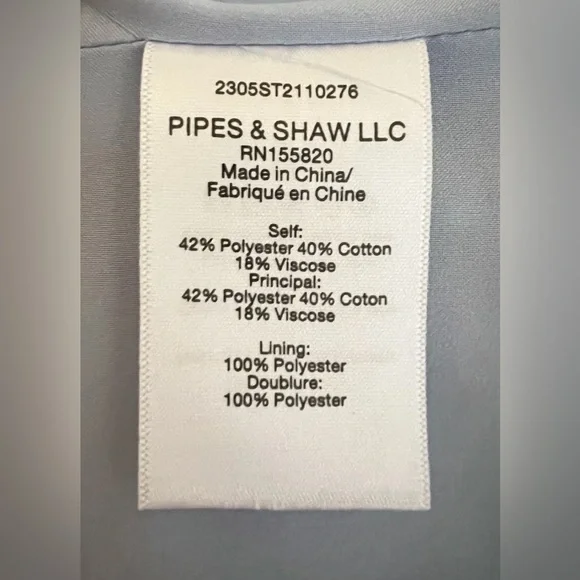 2305ST2110276
PIPES & SHAW LLC
RN155820
Made in China/
Fabriqué en Chine
Self:
42% Polyester 40% Cotton
18% Viscose
Principal:
42% Polyester 40% Coton
18% Viscose
Lining:
100% Polyester
Doublure:
100% Polyester